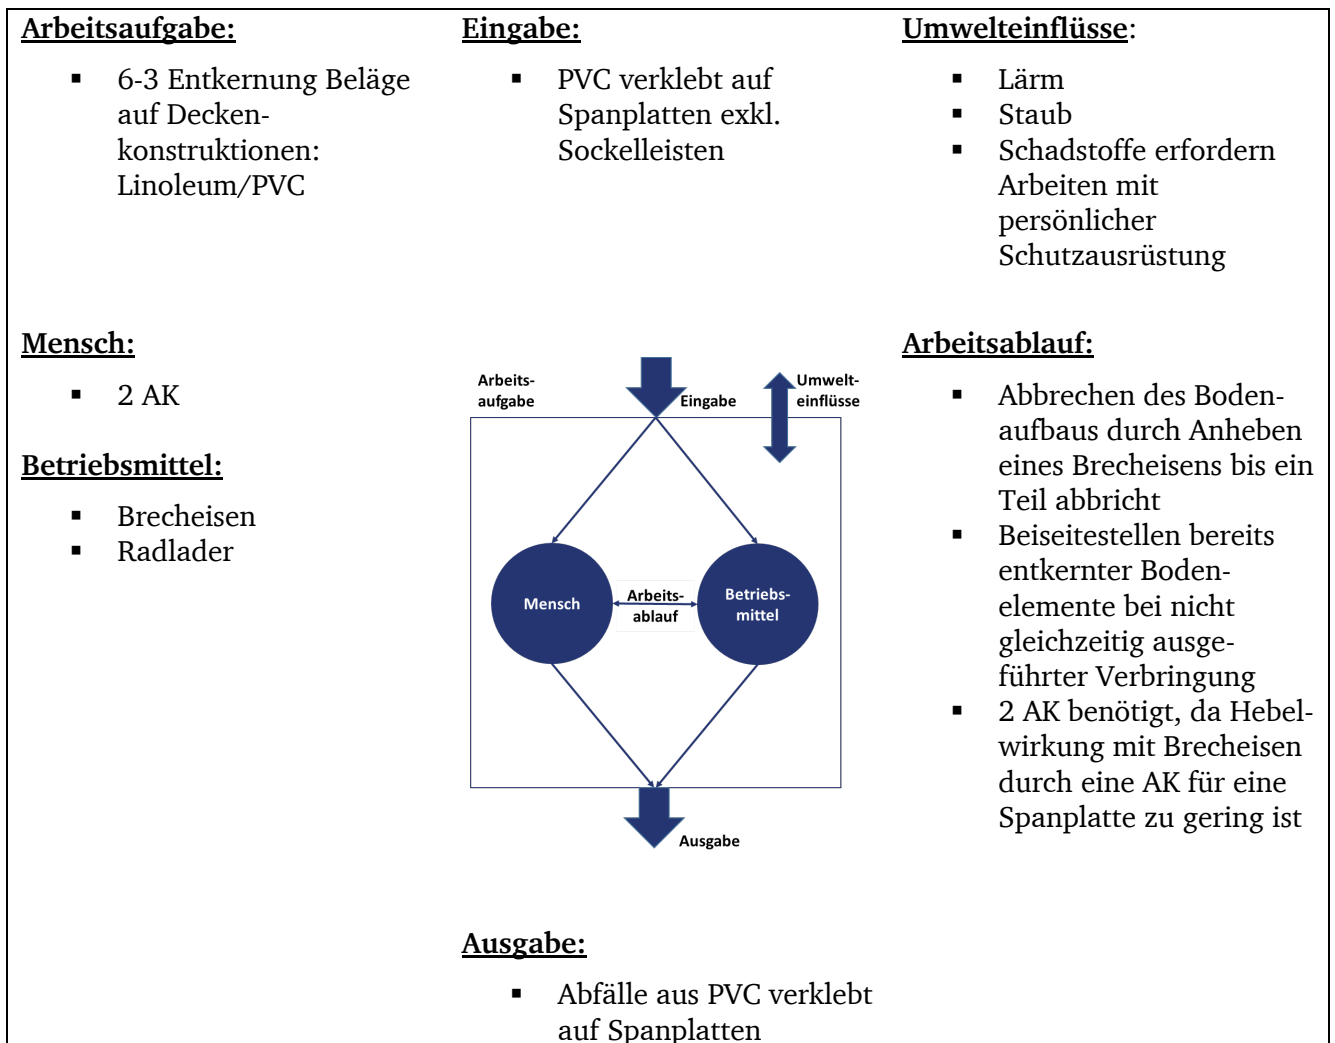 Arbeitsaufgabe:
▪ 6-3 Entkernung Beläge
auf Decken-
konstruktionen:
Linoleum/PVC
Eingabe:
▪ PVC verklebt auf
Spanplatten exkl.
Sockelleisten
Umwelteinflüsse:
▪ Lärm
▪ Staub
▪ Schadstoffe erfordern
Arbeiten mit
persönlicher
Schutzausrüstung
Mensch:
▪ 2 AK
Betriebsmittel:
▪ Brecheisen
▪ Radlader
Arbeits-
aufgabe
Eingabe
Umwelt-
einflüsse
Mensch
Arbeits-
ablauf
Betriebs-
mittel
Ausgabe
Arbeitsablauf:
▪ Abbrechen des Boden-
aufbaus durch Anheben
eines Brecheisens bis ein
Teil abbricht
▪ Beiseitestellen bereits
entkernter Boden-
elemente bei nicht
gleichzeitig ausge-
führter Verbringung
▪ 2 AK benötigt, da Hebel-
wirkung mit Brecheisen
durch eine AK für eine
Spanplatte zu gering ist
Ausgabe:
▪ Abfälle aus PVC verklebt
auf Spanplatten